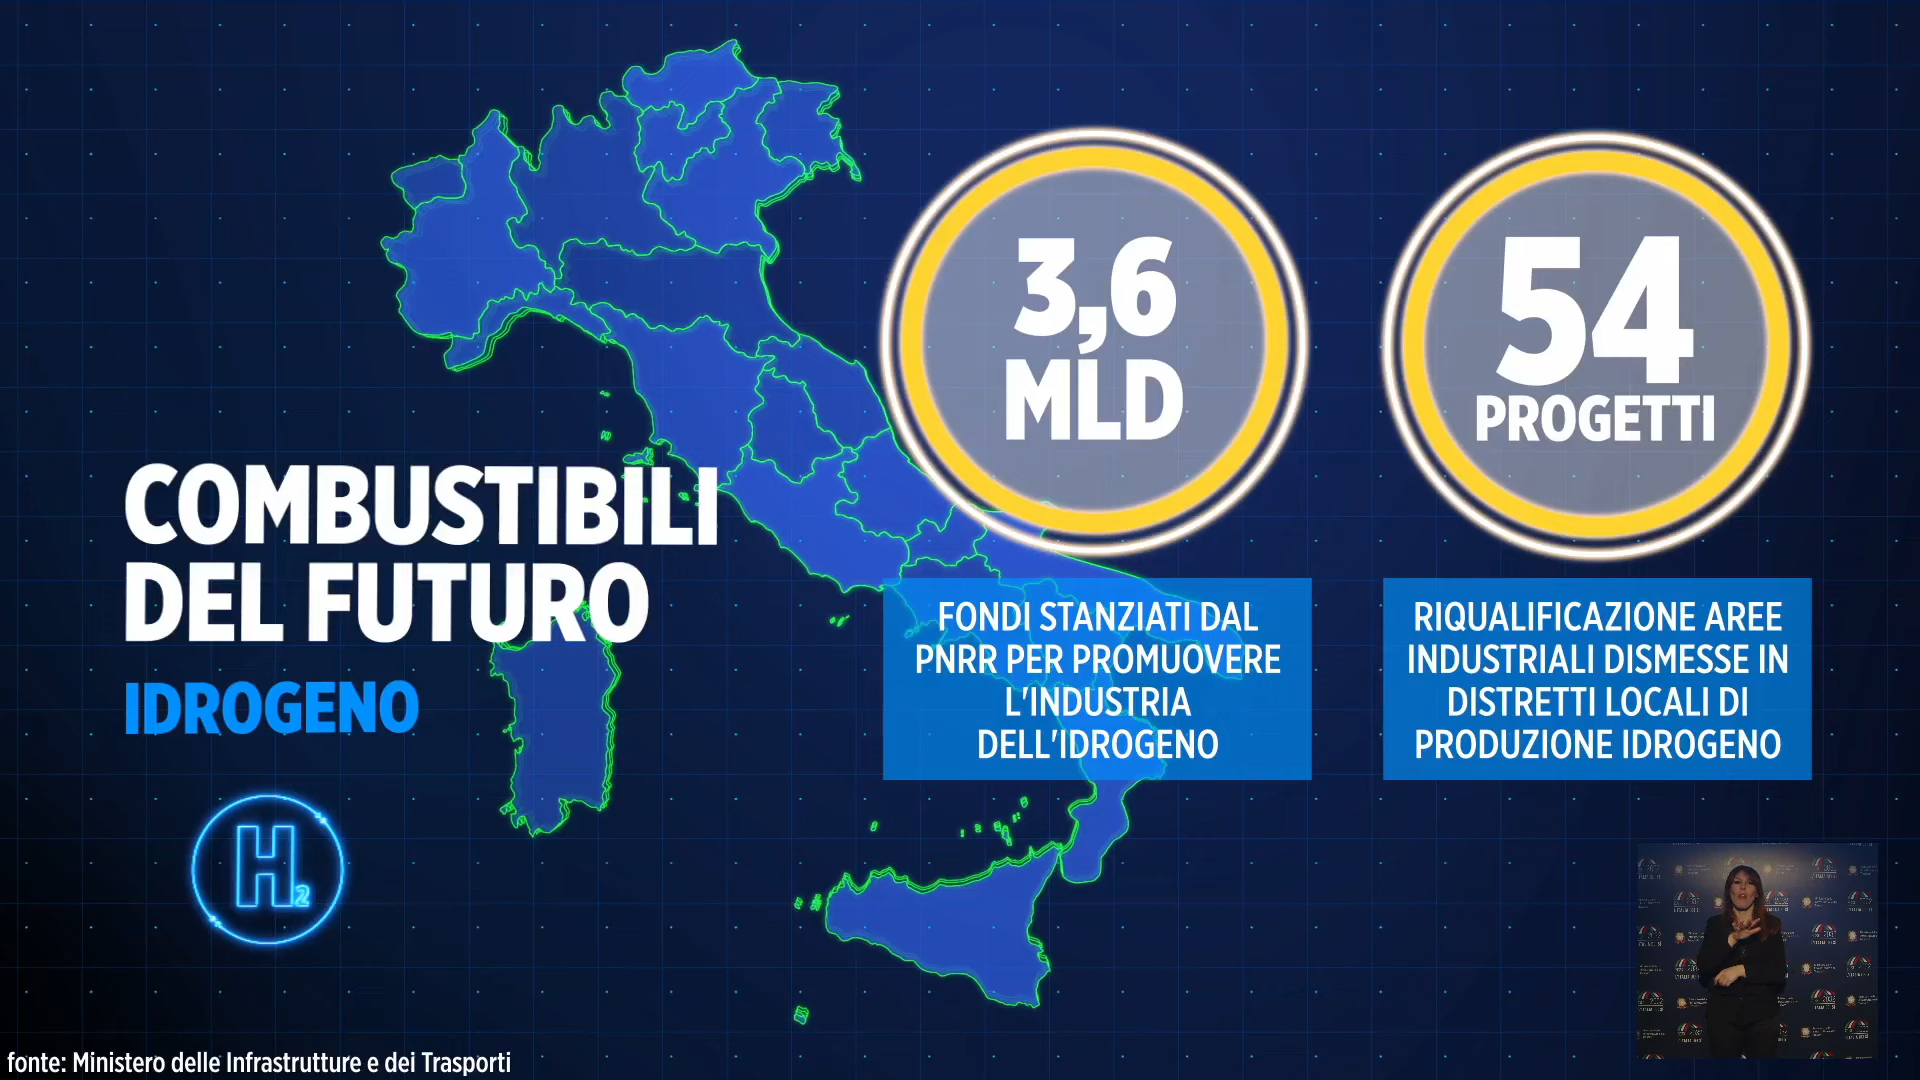 COMBUSTIBILI
DEL FUTURO
IDROGENO
H2
3,6
MLD
FONDI STANZIATI DAL
PNRR PER PROMUOVERE
L'INDUSTRIA
DELL'IDROGENO
54
PROGETTI
RIQUALIFICAZIONE AREE
INDUSTRIALI DISMESSE IN
DISTRETTI LOCALI DI
PRODUZIONE IDROGENO
fonte: Ministero delle Infrastrutture e dei Trasporti